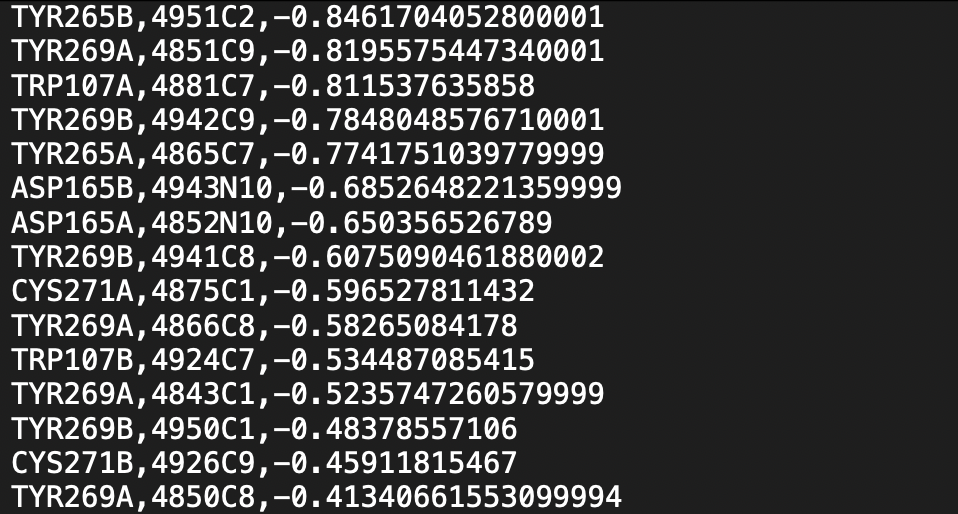 TYR265B,4951C2,-0.8461704052800001
TYR269A,4851C9,-0.8195575447340001
TRP107A,4881C7,-0.811537635858
TYR269B,4942C9,-0.7848048576710001
TYR265A,4865C7,-0.7741751039779999
ASP165B,4943N10,-0.6852648221359999
ASP165A,4852N10,-0.650356526789
TYR269B,4941C8,-0.6075090461880002
CYS271A,4875C1,-0.596527811432
TYR269A,4866C8,-0.58265084178
TRP107B,4924C7,-0.534487085415
TYR269A,4843C1,-0.5235747260579999
TYR269B,4950C1,-0.48378557106
CYS271B,4926C9,-0.45911815467
TYR269A,4850C8,-0.41340661553099994